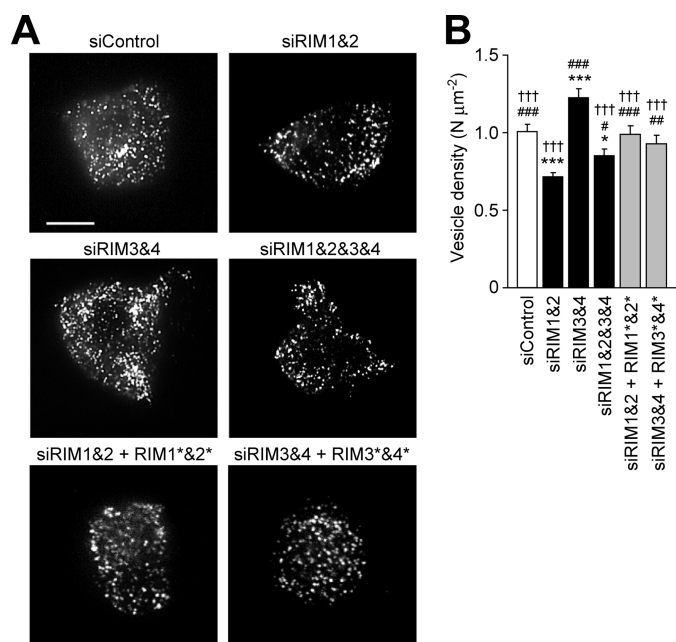 A
siControl
siRIM1&2
siRIM3&4
siRIM1&2&3&4
siRIM1&2 + RIM1*&2*
siRIM3&4 + RIM3*&4*
B
Vesicle density (N µm-2)
1.5
1.0
0.5
0
†††
###
†††
***
###
***
†††
#
*
†††
###
†††
##
siControl
siRIM1&2
siRIM3&4
siRIM1&2&3&4
siRIM1&2 + RIM1*&2*
siRIM3&4 + RIM3*&4*